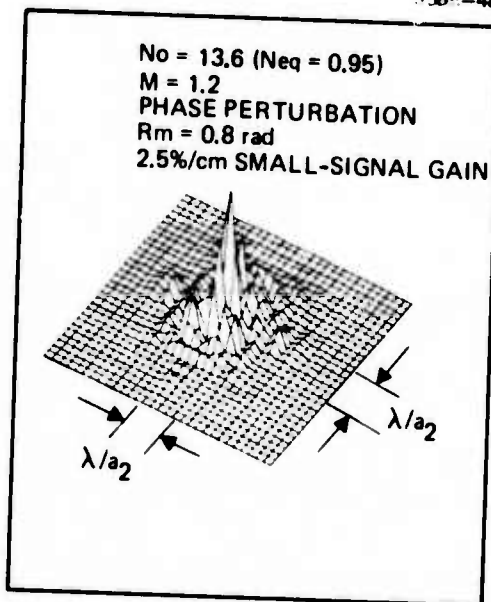 No = 13.6 (Neq = 0.95)
M = 1.2
PHASE PERTURBATION
Rm = 0.8 rad
2.5%/cm SMALL-SIGNAL GAIN
λ/a2
λ/a2